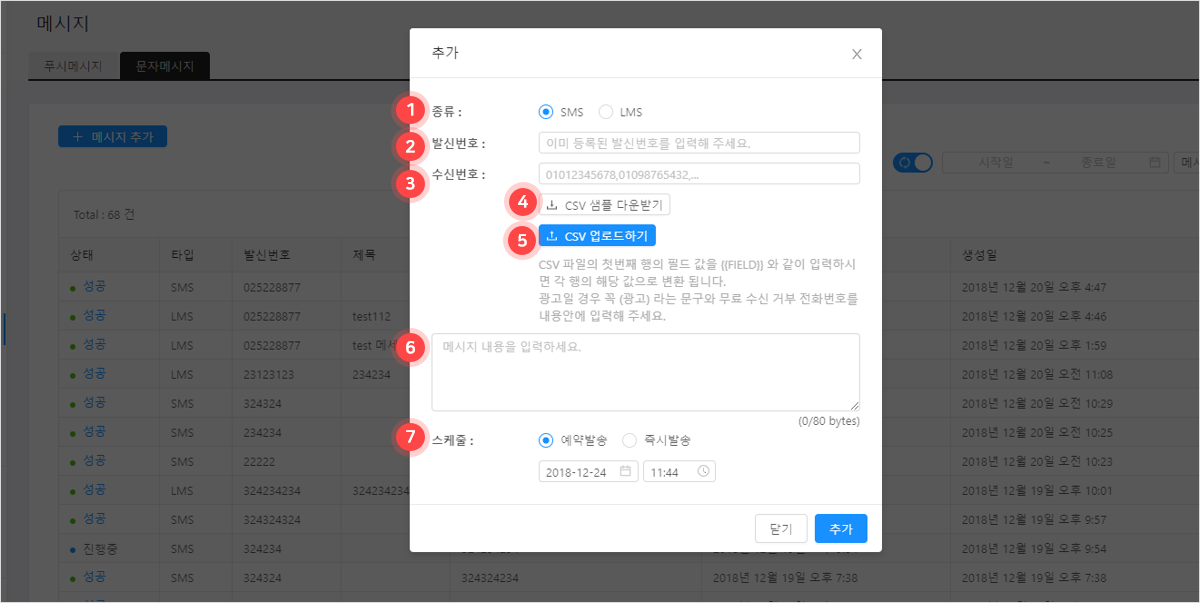 메시지
푸시메시지 문자메시지
+ 메시지 추가
시작일 ~ 종료일
Total : 68 건
상태 타입 발신번호 제목 생성일
성공 SMS 025228877 2018년 12월 20일 오후 4:47
성공 LMS 025228877 test112 2018년 12월 20일 오후 4:46
성공 LMS 025228877 test 2018년 12월 20일 오후 1:59
성공 LMS 23123123 234234 2018년 12월 20일 오전 11:08
성공 SMS 324324 2018년 12월 20일 오전 10:29
성공 SMS 234234 2018년 12월 20일 오전 10:25
성공 SMS 22222 2018년 12월 20일 오전 10:23
성공 LMS 324234234 324234234 2018년 12월 19일 오후 10:01
성공 SMS 324324324 2018년 12월 19일 오후 9:57
진행중 SMS 324234 2018년 12월 19일 오후 9:54
성공 SMS 324324 324324234 2018년 12월 19일 오후 7:38 2018년 12월 19일 오후 7:38
추가
1 종류 : SMS LMS
2 발신번호 : 이미 등록된 발신번호를 입력해 주세요.
3 수신번호 : 01012345678,01098765432,...
4 CSV 샘플 다운받기
5 CSV 업로드하기
CSV 파일의 첫번째 행의 필드 값을 {{FIELD}} 와 같이 입력하시
면 각 행의 해당 값으로 변환 됩니다.
광고일 경우 꼭 (광고) 라는 문구와 무료 수신 거부 전화번호를
내용안에 입력해 주세요.
6 메시지 내용을 입력하세요.
(0/80 bytes)
7 스케줄 : 예약발송 즉시발송
2018-12-24 11:44
닫기 추가